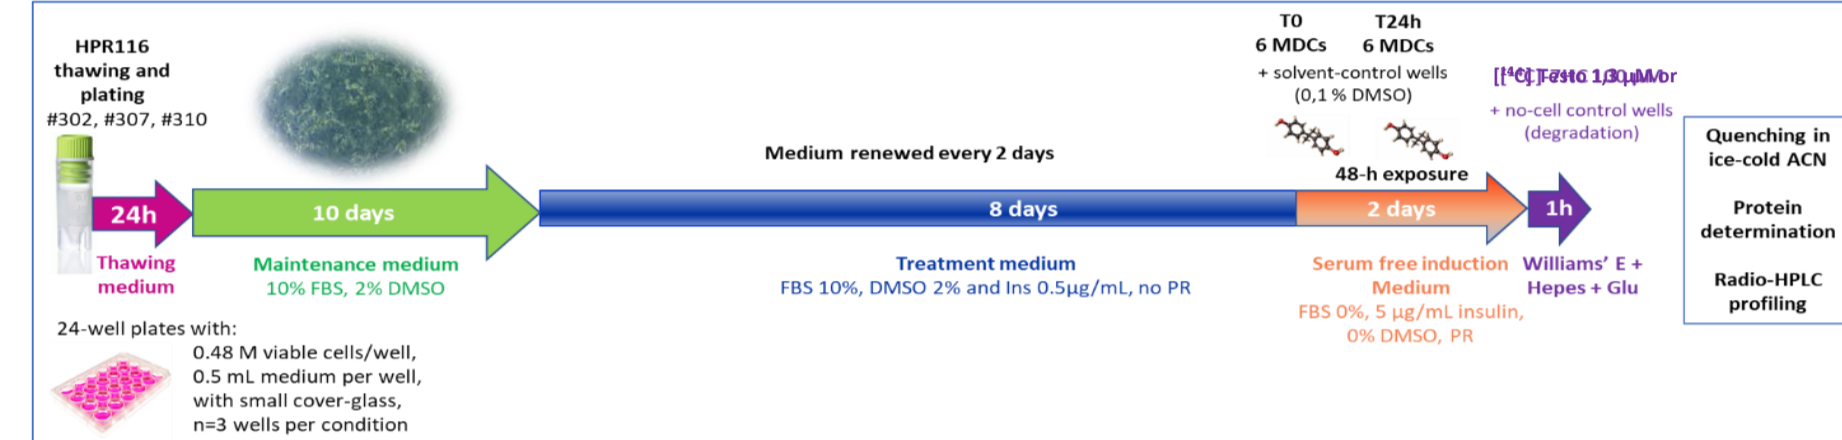 HPR116
thawing and
plating
#302, #307, #310
24h
Thawing
medium
10 days
Maintenance medium
10% FBS, 2% DMSO
24-well plates with:
0.48 M viable cells/well,
0.5 mL medium per well,
with small cover-glass,
n=3 wells per condition
Medium renewed every 2 days
8 days
Treatment medium
FBS 10%, DMSO 2% and Ins 0.5µg/mL, no PR
T0
6 MDCs
T24h
6 MDCs
+ solvent-control wells
(0,1 % DMSO)
48-h exposure
2 days
Serum free induction
Medium
FBS 0%, 5 µg/mL insulin,
0% DMSO, PR
+ no-cell control wells
(degradation)
1h
Williams’ E +
Hepes + Glu
Quenching in
ice-cold ACN
Protein
determination
Radio-HPLC
profiling